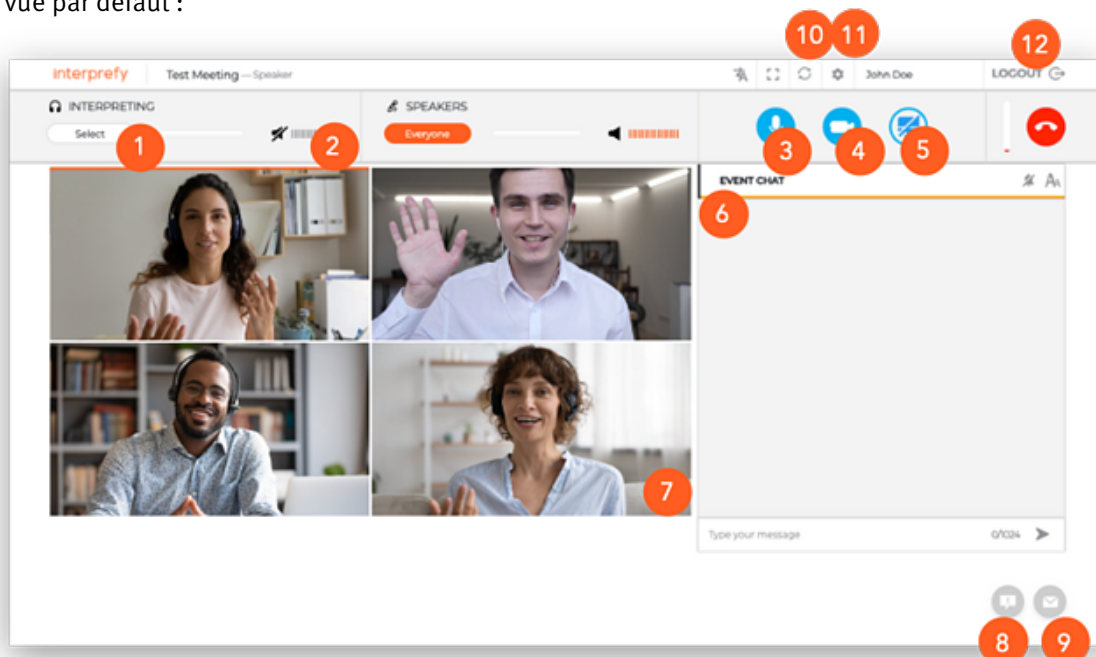 vue par défaut :
10 11 12
interprefy Test Meeting — Speaker John Doe LOGOUT
INTERPRETING SPEAKERS
Select Everyone
1 2 3 4 5
EVENT CHAT AA
6
7
Type your message 0/1024
8 9